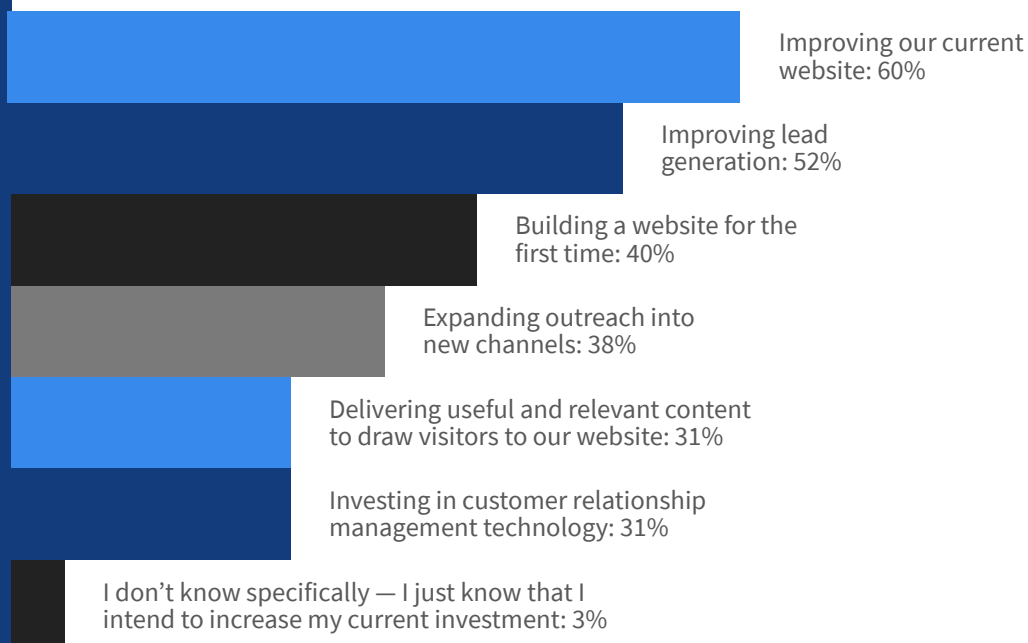 Improving our current
website: 60%
Improving lead
generation: 52%
Building a website for the
first time: 40%
Expanding outreach into
new channels: 38%
Delivering useful and relevant content
to draw visitors to our website: 31%
Investing in customer relationship
management technology: 31%
I don’t know specifically — I just know that I
intend to increase my current investment: 3%